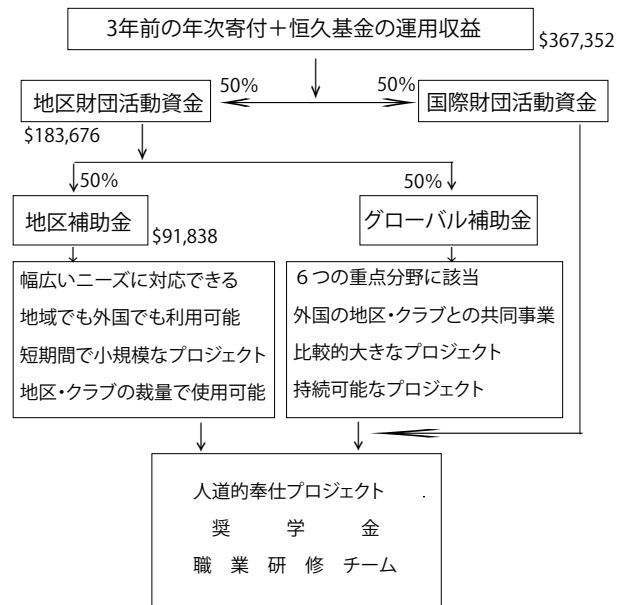 3年前の年次寄付＋恒久基金の運用収益
$367,352
50%
50%
地区財団活動資金
国際財団活動資金
$183,676
50%
50%
地区補助金
$91,838
グローバル補助金
幅広いニーズに対応できる
地域でも外国でも利用可能
短期間で小規模なプロジェクト
地区・クラブの裁量で使用可能
６つの重点分野に該当
外国の地区・クラブとの共同事業
比較的大きなプロジェクト
持続可能なプロジェクト
人道的奉仕プロジェクト .
奨 学 金
職 業 研 修 チーム